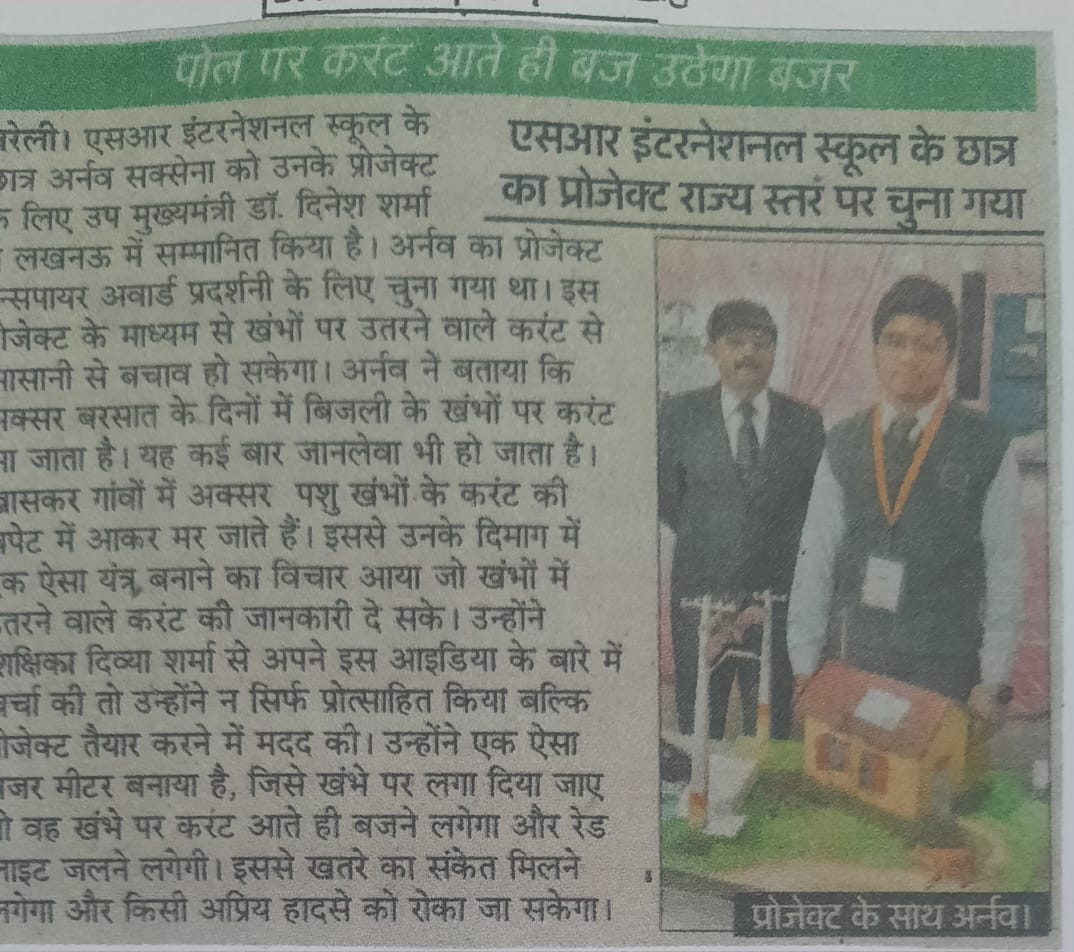 पोल पर करंट आते ही बज उठेगा बजर
एसआर इंटरनेशनल स्कूल के छात्र
का प्रोजेक्ट राज्य स्तर पर चुना गया
रेली। एसआर इंटरनेशनल स्कूल के
छात्र अर्नव सक्सेना को उनके प्रोजेक्ट
के लिए उप मुख्यमंत्री डॉ. दिनेश शर्मा
लखनऊ में सम्मानित किया है। अर्नव का प्रोजेक्ट
न्सपायर अवार्ड प्रदर्शनी के लिए चुना गया था। इस
ोजेक्ट के माध्यम से खंभों पर उतरने वाले करंट से
ासानी से बचाव हो सकेगा। अर्नव ने बताया कि
क्सर बरसात के दिनों में बिजली के खंभों पर करंट
ा जाता है। यह कई बार जानलेवा भी हो जाता है।
ासकर गांवों में अक्सर पशु खंभों के करंट की
पेट में आकर मर जाते हैं। इससे उनके दिमाग में
क ऐसा यंत्र बनाने का विचार आया जो खंभों में
तरने वाले करंट की जानकारी दे सके। उन्होंने
शिक्षिका दिव्या शर्मा से अपने इस आइडिया के बारे में
र्चा की तो उन्होंने न सिर्फ प्रोत्साहित किया बल्कि
ोजेक्ट तैयार करने में मदद की। उन्होंने एक ऐसा
जर मीटर बनाया है, जिसे खंभे पर लगा दिया जाए
ो वह खंभे पर करंट आते ही बजने लगेगा और रेड
ाइट जलने लगेगी। इससे खतरे का संकेत मिलने
गेगा और किसी अप्रिय हादसे को रोका जा सकेगा।
प्रोजेक्ट के साथ अर्नव।